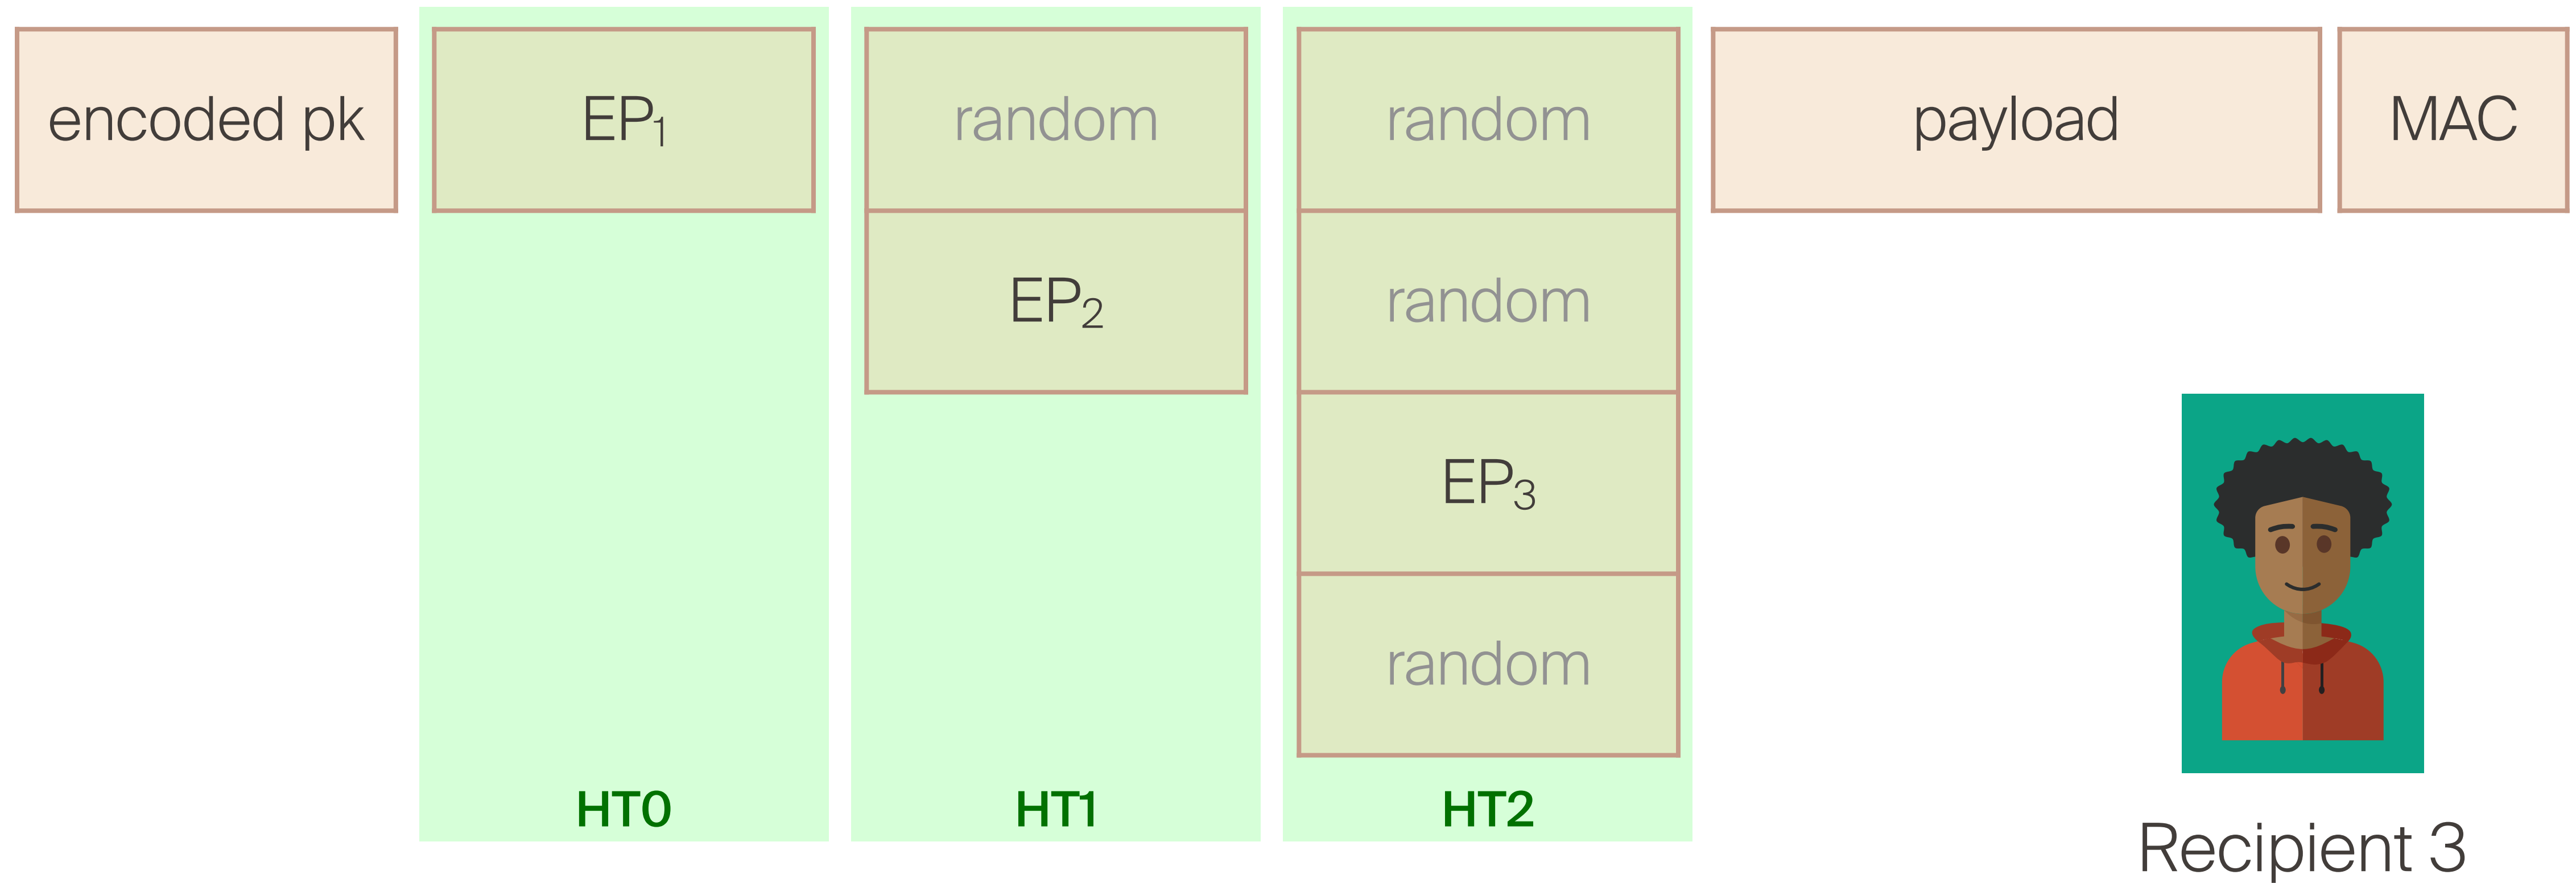 encoded pk
EP₁
random
random
payload
MAC
EP₂
random
EP₃
random
HT0
HT1
HT2
Recipient 3